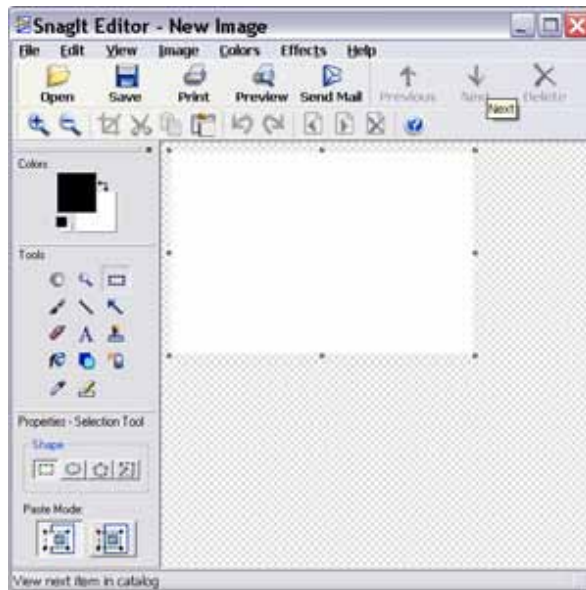 SnagIt Editor - New Image
File Edit View Image Colors Effects Help
Open Save Print Preview Send Mail Previous Next Delete
Next
Colors
Tools
Properties - Selection Tool
Shape
Paste Mode:
View next item in catalog